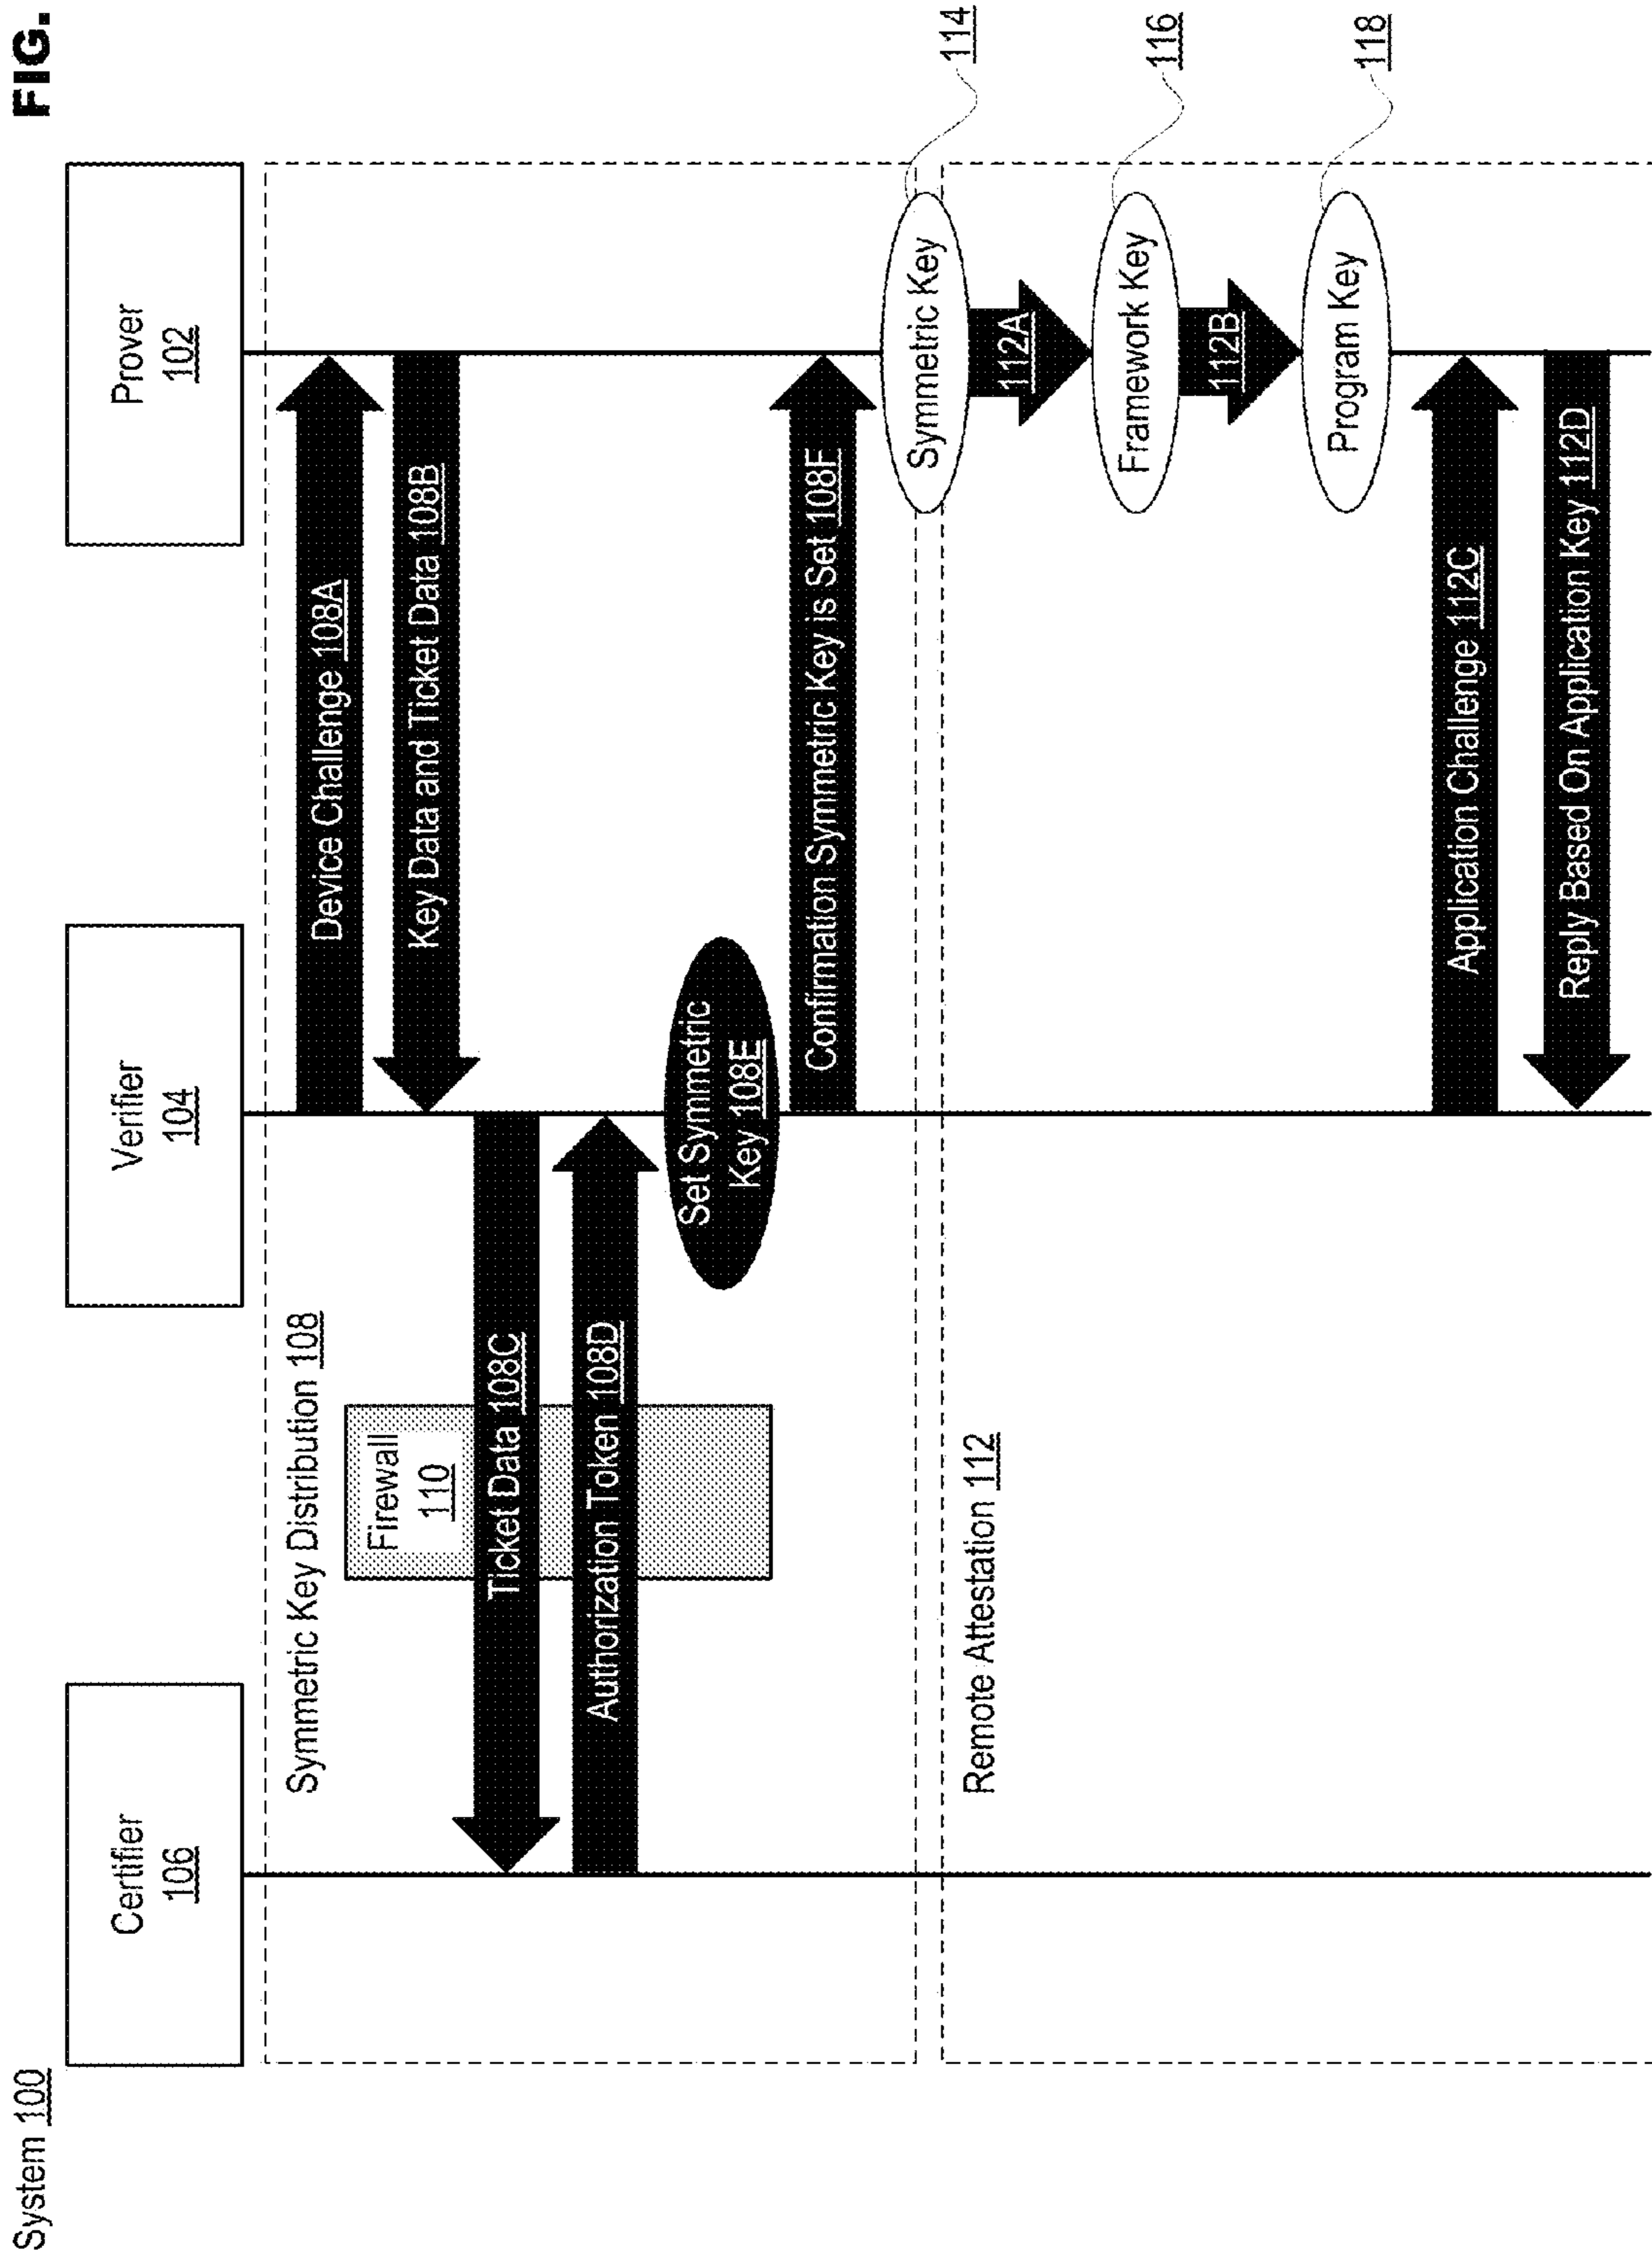 System 100
FIG.
Certifier
106
Verifier
104
Prover
102
Symmetric Key Distribution 108
Device Challenge 108A
Key Data and Ticket Data 108B
Firewall
110
Ticket Data 108C
Authorization Token 108D
Set Symmetric
Key 108E
Confirmation Symmetric Key is Set 108F
Symmetric Key
114
Remote Attestation 112
112A
Framework Key
116
112B
Program Key
118
Application Challenge 112C
Reply Based On Application Key 112D